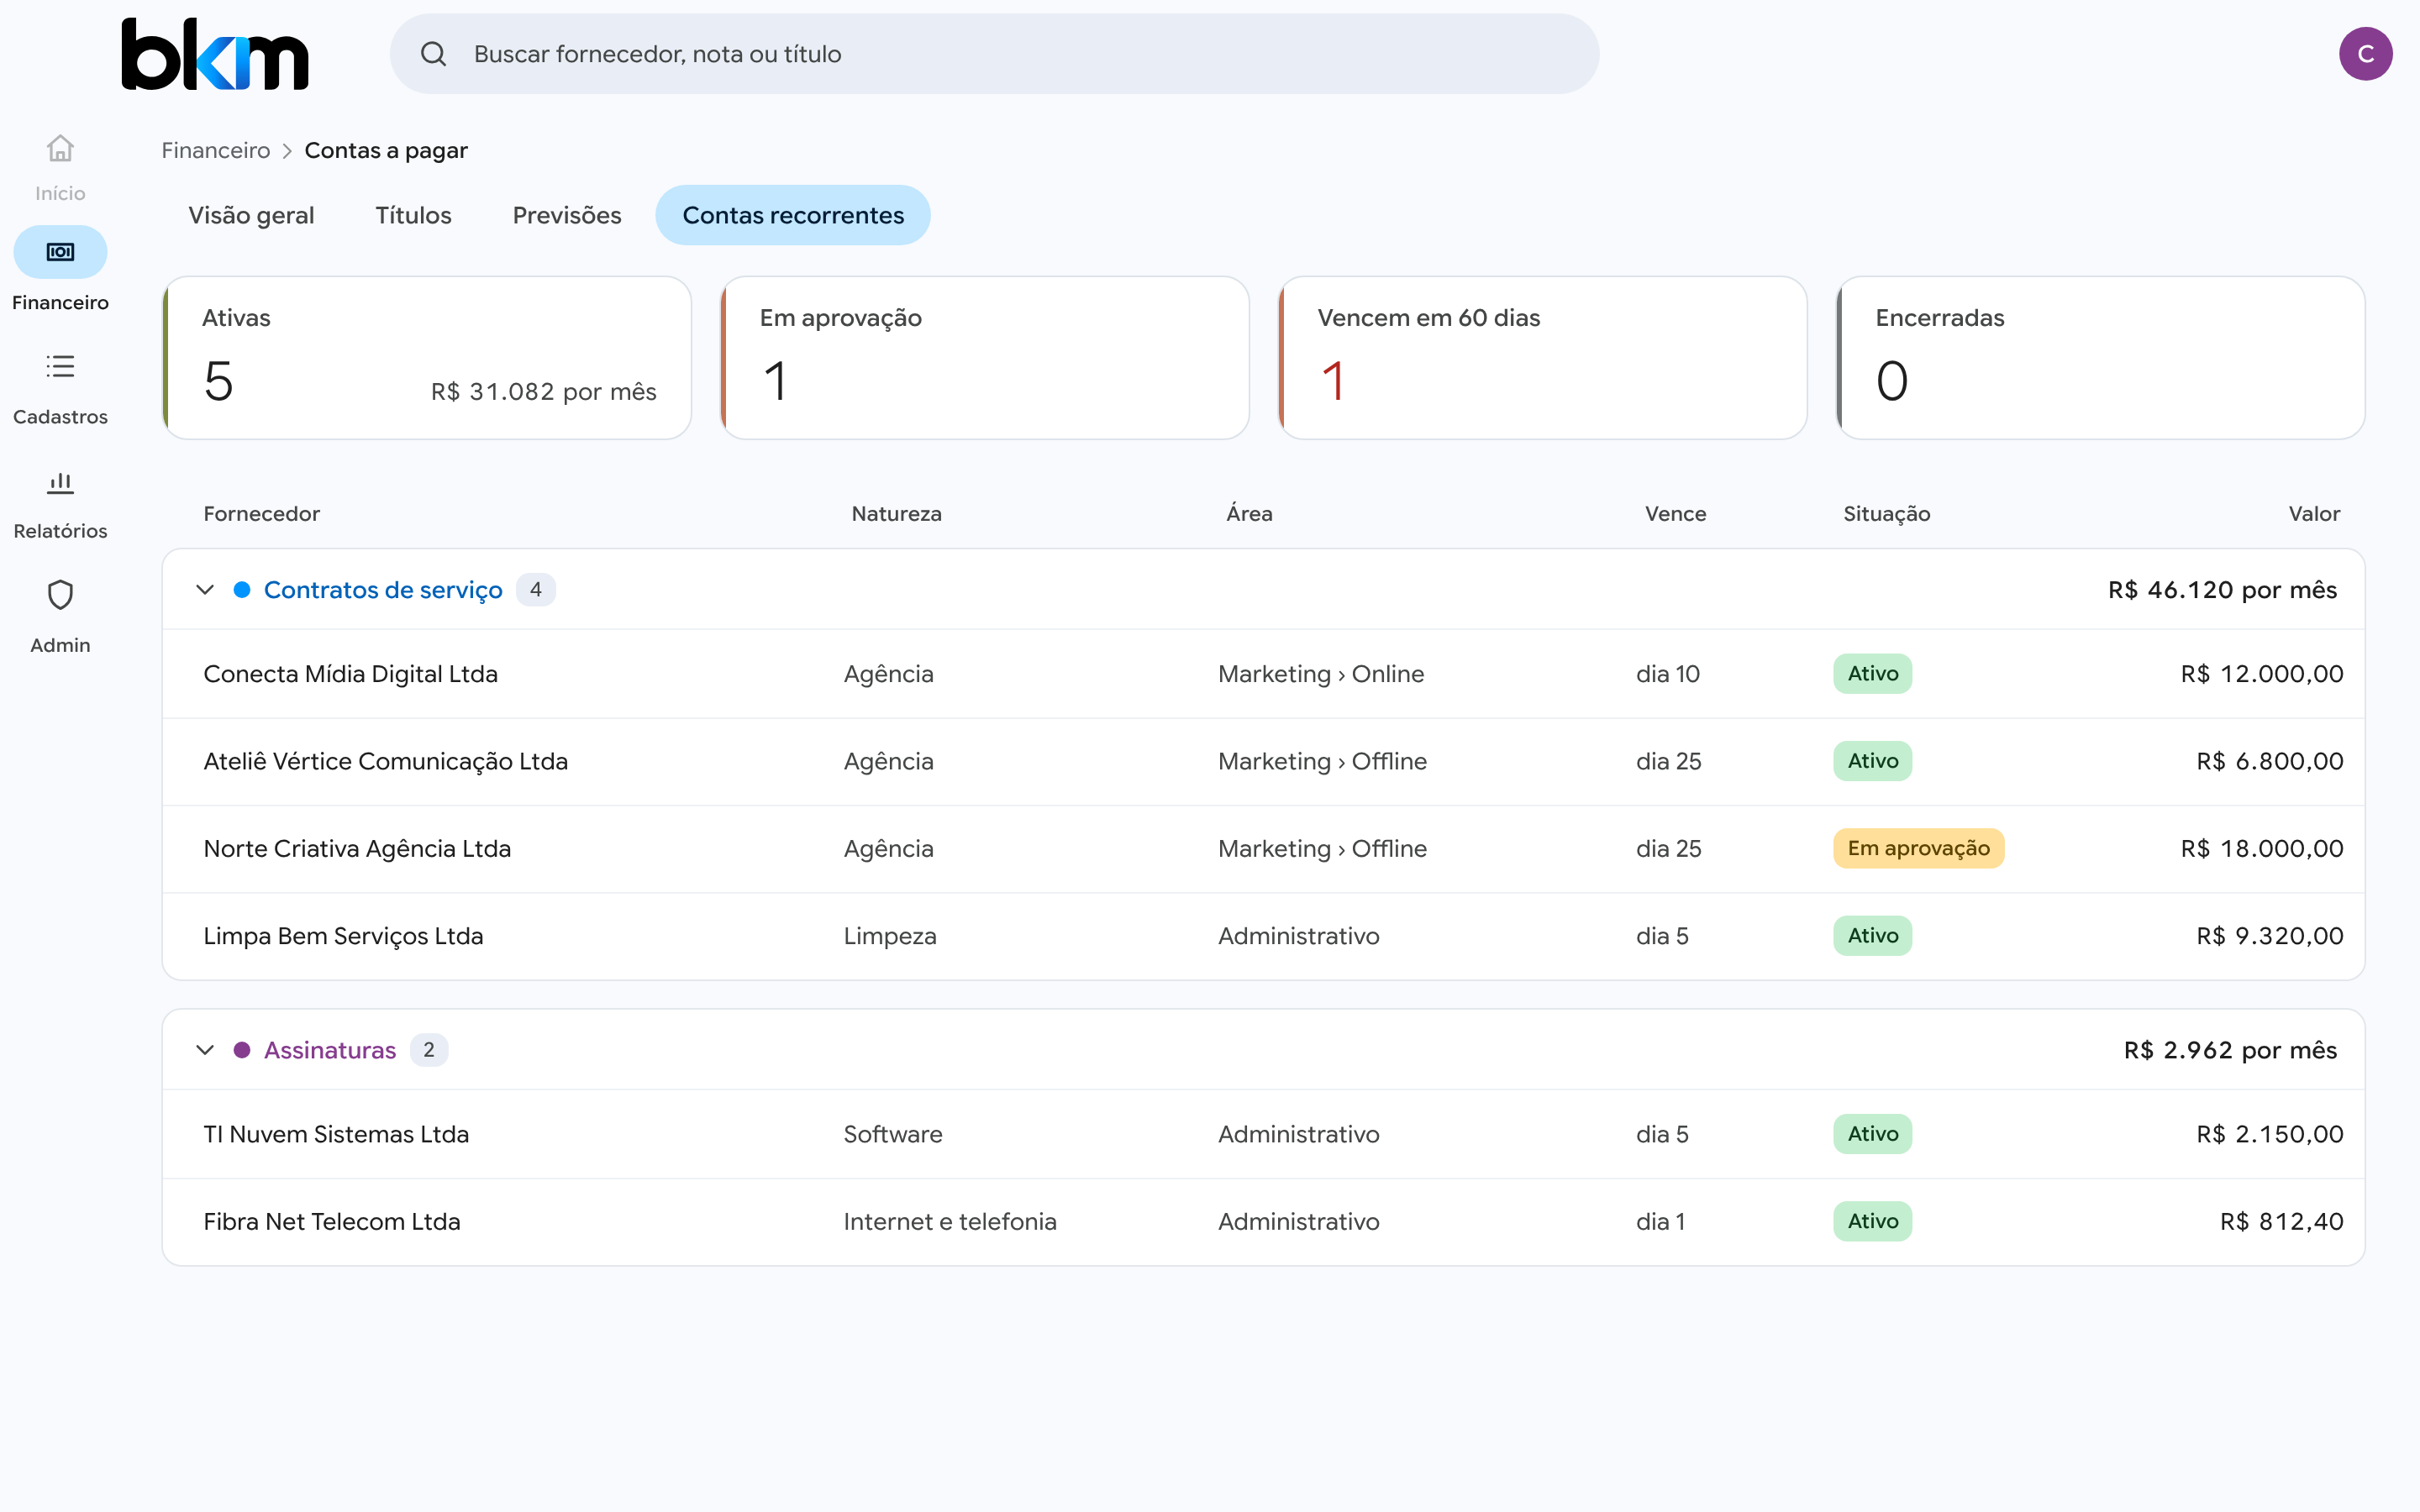 bkm
Buscar fornecedor, nota ou título
C
Início
Financeiro
Cadastros
Relatórios
Admin
Financeiro > Contas a pagar
Visão geral Títulos Previsões Contas recorrentes
Ativas
5 R$ 31.082 por mês
Em aprovação
1
Vencem em 60 dias
1
Encerradas
0
Fornecedor Natureza Área Vence Situação Valor
Contratos de serviço 4 R$ 46.120 por mês
Conecta Mídia Digital Ltda Agência Marketing › Online dia 10 Ativo R$ 12.000,00
Ateliê Vértice Comunicação Ltda Agência Marketing › Offline dia 25 Ativo R$ 6.800,00
Norte Criativa Agência Ltda Agência Marketing › Offline dia 25 Em aprovação R$ 18.000,00
Limpa Bem Serviços Ltda Limpeza Administrativo dia 5 Ativo R$ 9.320,00
Assinaturas 2 R$ 2.962 por mês
TI Nuvem Sistemas Ltda Software Administrativo dia 5 Ativo R$ 2.150,00
Fibra Net Telecom Ltda Internet e telefonia Administrativo dia 1 Ativo R$ 812,40